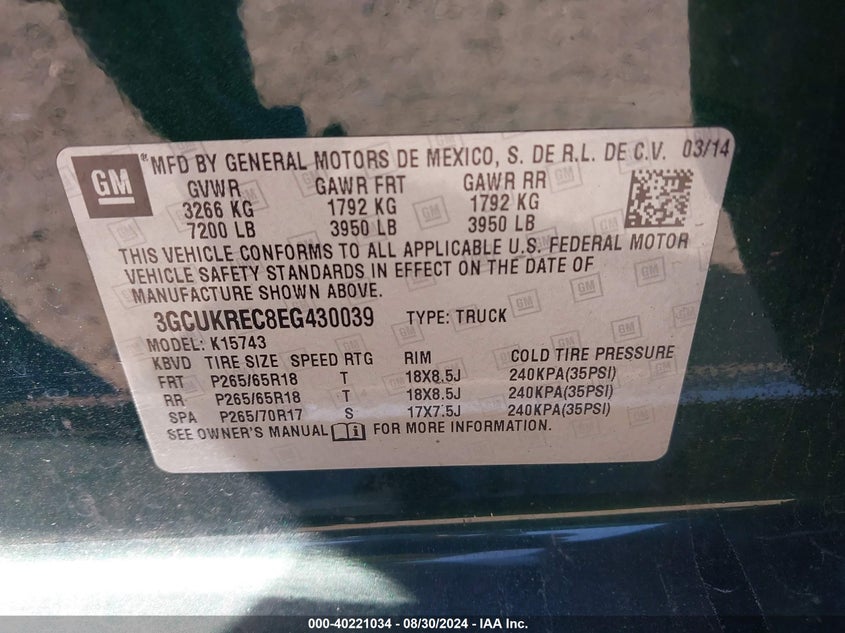 GM
® MFD BY GENERAL MOTORS DE MEXICO, S. DE R.L. DE C.V. 03/14
GVWR GAWR FRT GAWR RR
3266 KG 1792 KG 1792 KG
7200 LB 3950 LB 3950 LB
THIS VEHICLE CONFORMS TO ALL APPLICABLE U.S. FEDERAL MOTOR
VEHICLE SAFETY STANDARDS IN EFFECT ON THE DATE OF
MANUFACTURE SHOWN ABOVE.
3GCUKREC8EG430039 TYPE: TRUCK
MODEL: K15743
KBVD TIRE SIZE SPEED RTG RIM COLD TIRE PRESSURE
FRT P265/65R18 T 18X8.5J 240KPA(35PSI)
RR P265/65R18 T 18X8.5J 240KPA(35PSI)
SPA P265/70R17 S 17X7.5J 240KPA(35PSI)
SEE OWNER'S MANUAL FOR MORE INFORMATION.
000-40221034 - 08/30/2024 - IAA Inc.